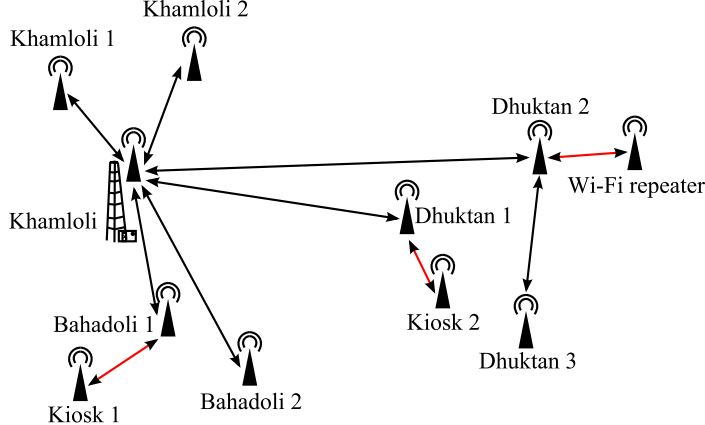 Khamloli 2
Khamloli 1
Dhuktan 2
Wi-Fi repeater
Khamloli
Dhuktan 1
Bahadoli 1
Kiosk 2
Dhuktan 3
Bahadoli 2
Kiosk 1